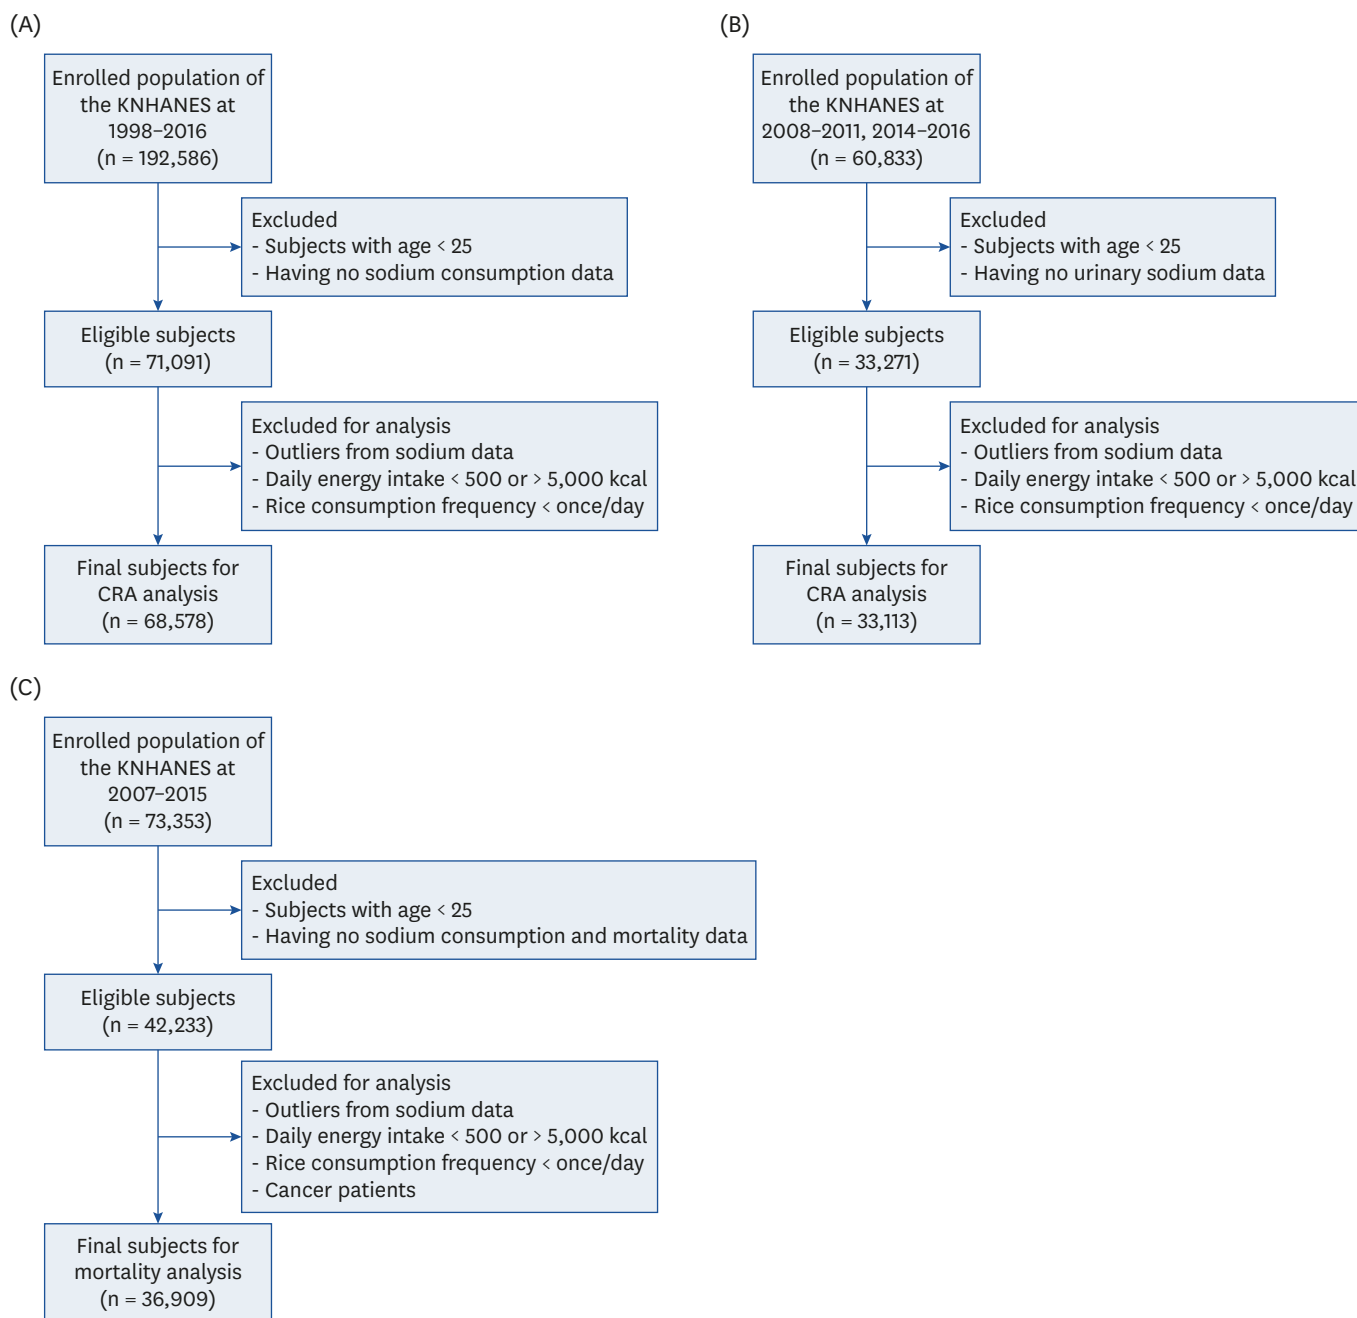 (A)
Enrolled population of
the KNHANES at
1998–2016
(n = 192,586)
Excluded
- Subjects with age < 25
- Having no sodium consumption data
Eligible subjects
(n = 71,091)
Excluded for analysis
- Outliers from sodium data
- Daily energy intake < 500 or > 5,000 kcal
- Rice consumption frequency < once/day
Final subjects for
CRA analysis
(n = 68,578)
(B)
Enrolled population of
the KNHANES at
2008–2011, 2014–2016
(n = 60,833)
Excluded
- Subjects with age < 25
- Having no urinary sodium data
Eligible subjects
(n = 33,271)
Excluded for analysis
- Outliers from sodium data
- Daily energy intake < 500 or > 5,000 kcal
- Rice consumption frequency < once/day
Final subjects for
CRA analysis
(n = 33,113)
(C)
Enrolled population of
the KNHANES at
2007–2015
(n = 73,353)
Excluded
- Subjects with age < 25
- Having no sodium consumption and mortality data
Eligible subjects
(n = 42,233)
Excluded for analysis
- Outliers from sodium data
- Daily energy intake < 500 or > 5,000 kcal
- Rice consumption frequency < once/day
- Cancer patients
Final subjects for
mortality analysis
(n = 36,909)